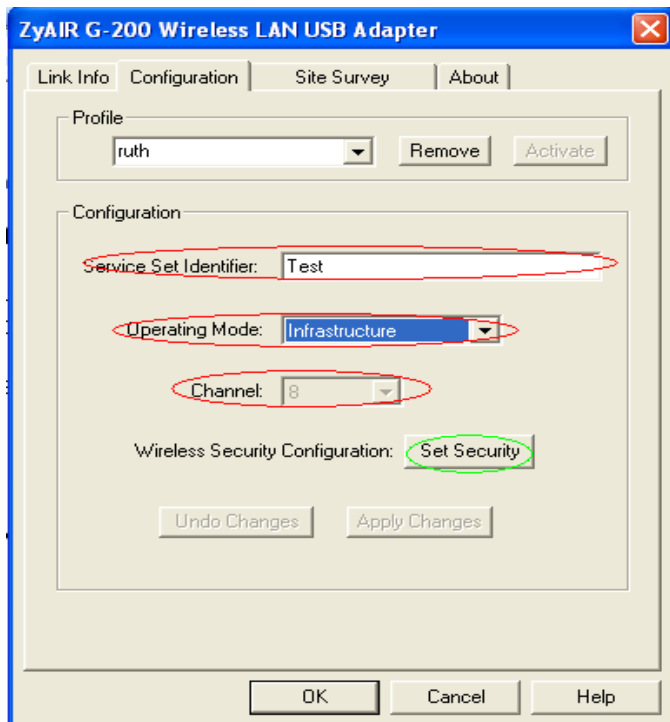 ZyAIR G-200 Wireless LAN USB Adapter
Link Info Configuration Site Survey About
Profile
ruth Remove Activate
Configuration
Service Set Identifier: Test
Operating Mode: Infrastructure
Channel: 8
Wireless Security Configuration: Set Security
Undo Changes Apply Changes
OK Cancel Help